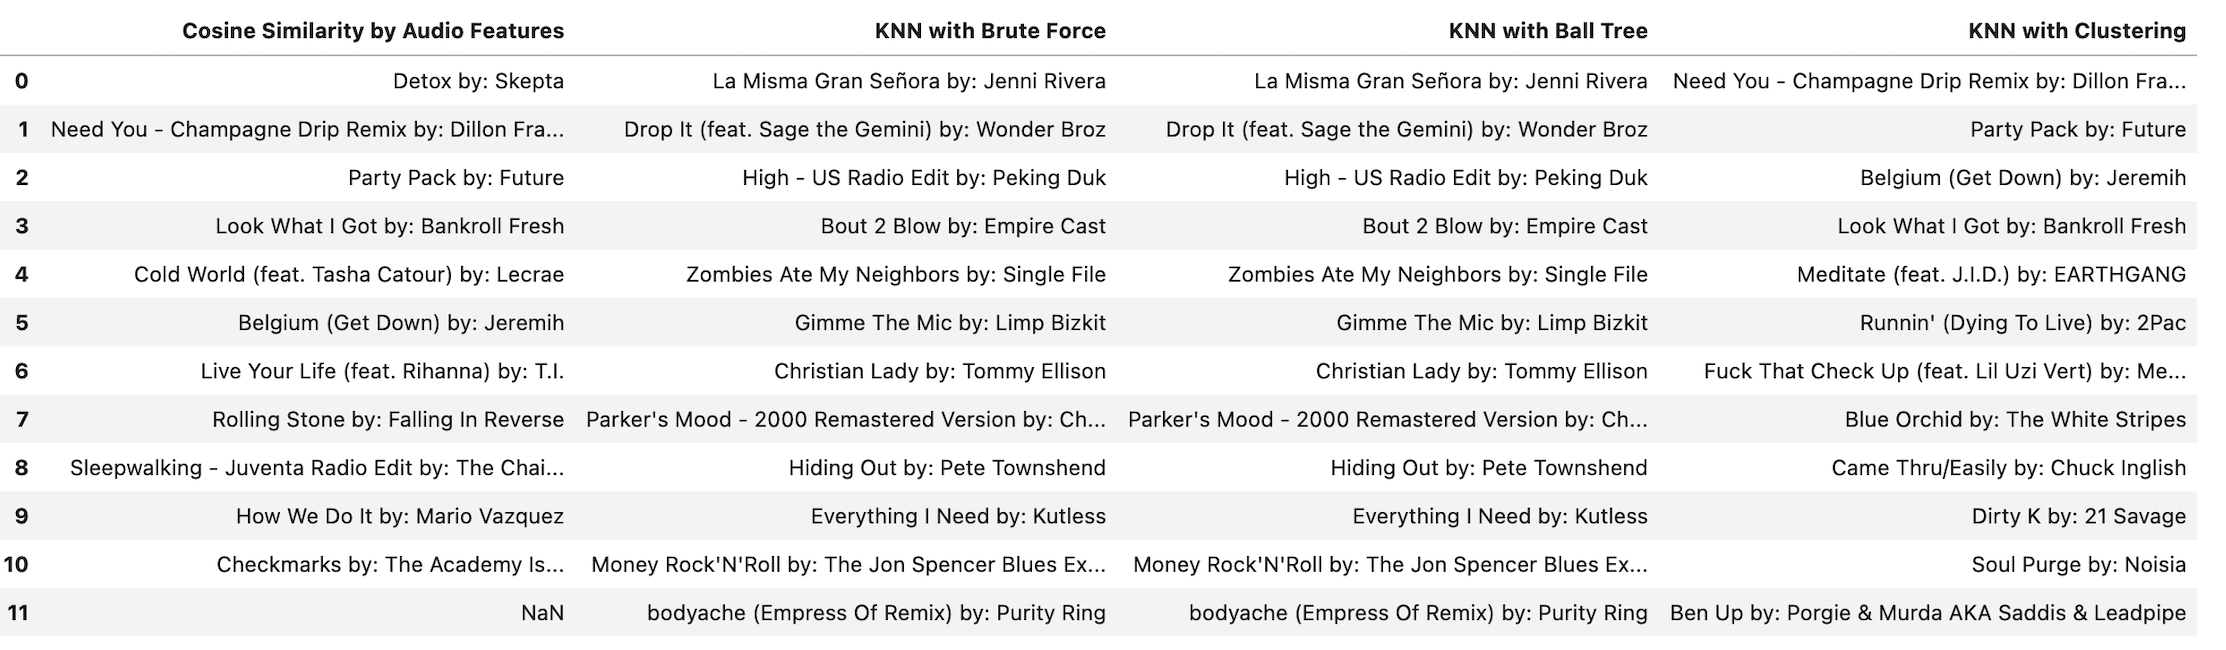 Cosine Similarity by Audio Features KNN with Brute Force KNN with Ball Tree KNN with Clustering
0 Detox by: Skepta La Misma Gran Señora by: Jenni Rivera La Misma Gran Señora by: Jenni Rivera Need You - Champagne Drip Remix by: Dillon Fra...
1 Need You - Champagne Drip Remix by: Dillon Fra... Drop It (feat. Sage the Gemini) by: Wonder Broz Drop It (feat. Sage the Gemini) by: Wonder Broz Party Pack by: Future
2 Party Pack by: Future High - US Radio Edit by: Peking Duk High - US Radio Edit by: Peking Duk Belgium (Get Down) by: Jeremih
3 Look What I Got by: Bankroll Fresh Bout 2 Blow by: Empire Cast Bout 2 Blow by: Empire Cast Look What I Got by: Bankroll Fresh
4 Cold World (feat. Tasha Catour) by: Lecrae Zombies Ate My Neighbors by: Single File Zombies Ate My Neighbors by: Single File Meditate (feat. J.I.D.) by: EARTHGANG
5 Belgium (Get Down) by: Jeremih Gimme The Mic by: Limp Bizkit Gimme The Mic by: Limp Bizkit Runnin' (Dying To Live) by: 2Pac
6 Live Your Life (feat. Rihanna) by: T.I. Christian Lady by: Tommy Ellison Christian Lady by: Tommy Ellison Fuck That Check Up (feat. Lil Uzi Vert) by: Me...
7 Rolling Stone by: Falling In Reverse Parker's Mood - 2000 Remastered Version by: Ch... Parker's Mood - 2000 Remastered Version by: Ch... Blue Orchid by: The White Stripes
8 Sleepwalking - Juventa Radio Edit by: The Chai... Hiding Out by: Pete Townshend Hiding Out by: Pete Townshend Came Thru/Easily by: Chuck Inglish
9 How We Do It by: Mario Vazquez Everything I Need by: Kutless Everything I Need by: Kutless Dirty K by: 21 Savage
10 Checkmarks by: The Academy Is... Money Rock'N'Roll by: The Jon Spencer Blues Ex... Money Rock'N'Roll by: The Jon Spencer Blues Ex... Soul Purge by: Noisia
11 NaN bodyache (Empress Of Remix) by: Purity Ring bodyache (Empress Of Remix) by: Purity Ring Ben Up by: Porgie & Murda AKA Saddis & Leadpipe